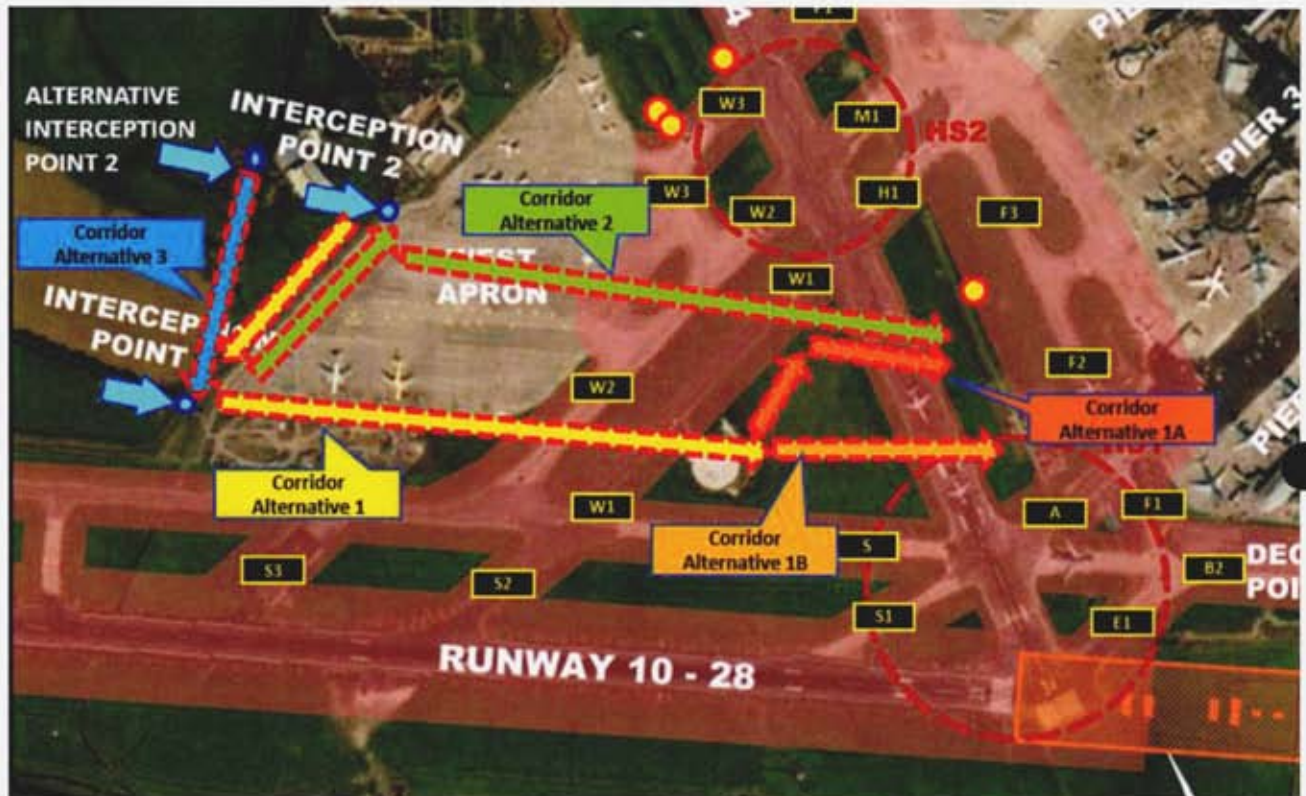 W3
M1
HS2
PIER 3
ALTERNATIVE
INTERCEPTION
POINT 2
INTERCEPTION
POINT 2
W3
W2
H1
F3
Corridor
Alternative 2
Corridor
Alternative 3
WEST
APRON
W1
INTERCEPTION
POINT
W2
F2
Corridor
Alternative 1A
Corridor
Alternative 1
W1
A
F1
Corridor
Alternative 1B
S
S3
S2
B2
S1
E1
RUNWAY 10 - 28